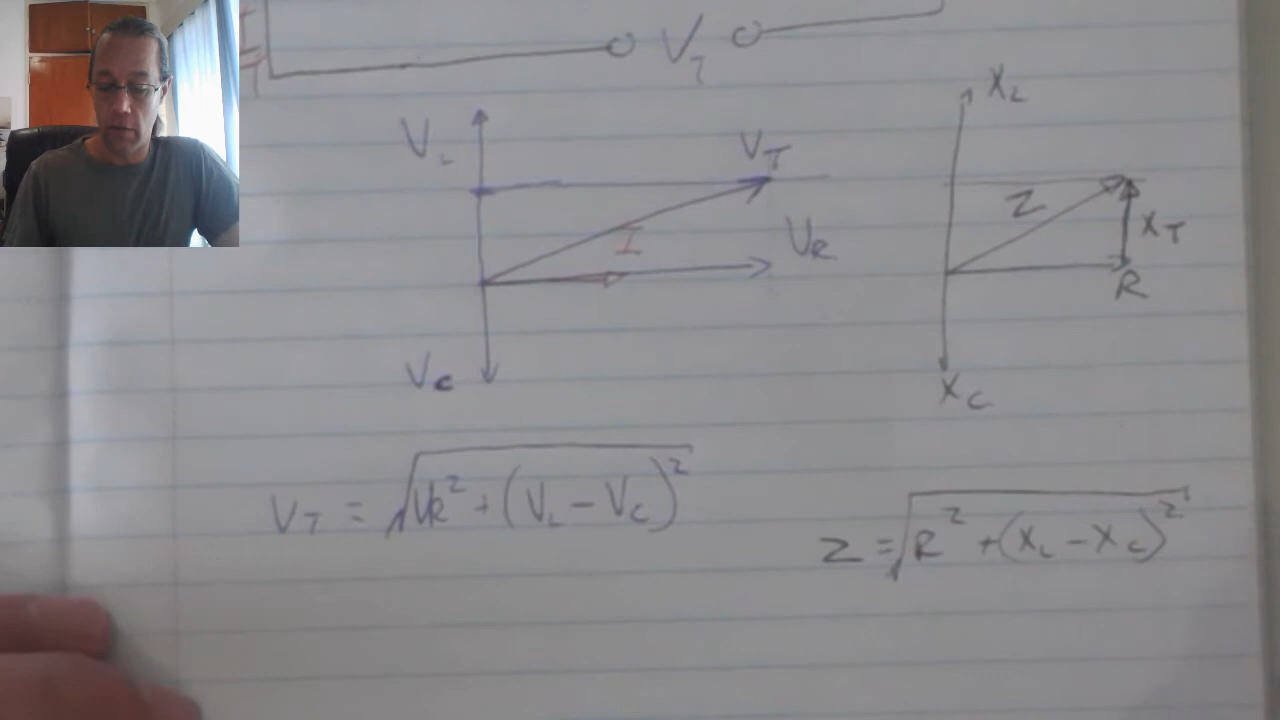 V_T
V_L V_T X_L
I V_R Z X_T
R
V_C X_C
V_T = √(V_R² + (V_L - V_C)²)
Z = √(R² + (X_L - X_C)²)